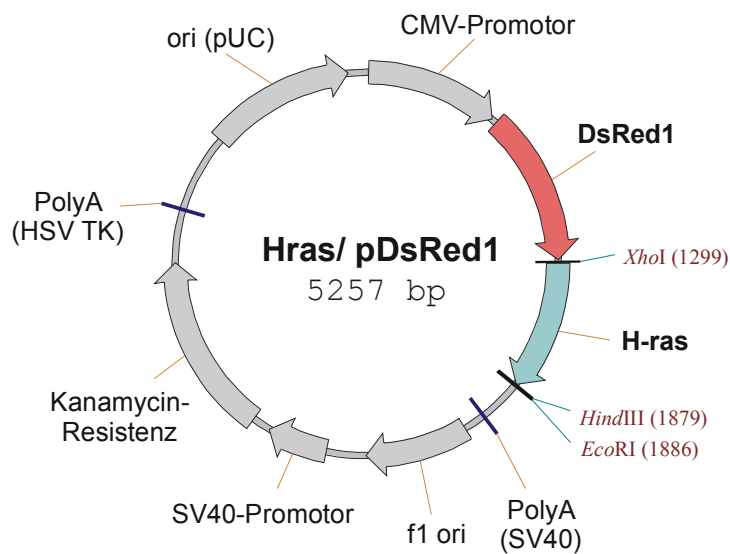 CMV-Promotor
ori (pUC)
DsRed1
PolyA
(HSV TK)
Hras/ pDsRed1
5257 bp
XhoI (1299)
H-ras
Kanamycin-
Resistenz
HindIII (1879)
EcoRI (1886)
SV40-Promotor
f1 ori
PolyA
(SV40)